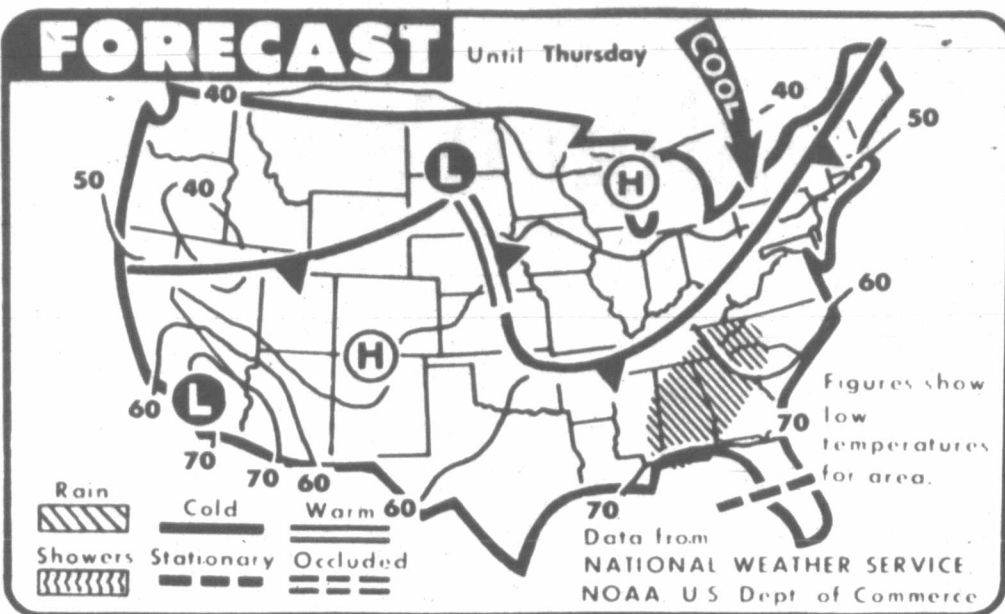 FORECAST Until Thursday
COOL
40
40
50
50
40
L
H
60
H
L
60
70
70
60
60
70
70
Figures show
low
temperatures
for area.
Rain
Cold
Warm
Showers
Stationary
Occluded
Data from
NATIONAL WEATHER SERVICE,
NOAA, U S Dept of Commerce